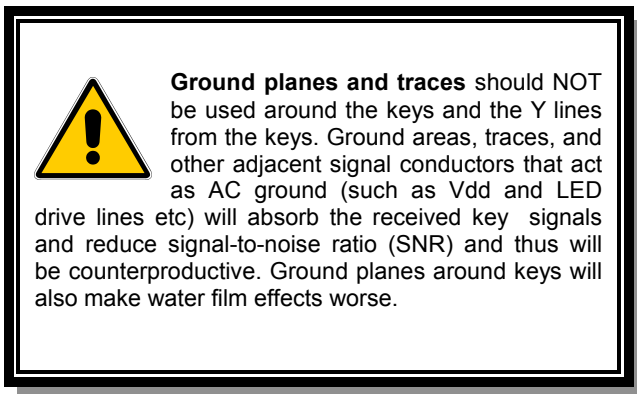 Ground planes and traces should NOT
be used around the keys and the Y lines
from the keys. Ground areas, traces, and
other adjacent signal conductors that act
as AC ground (such as Vdd and LED
drive lines etc) will absorb the received key signals
and reduce signal-to-noise ratio (SNR) and thus will
be counterproductive. Ground planes around keys will
also make water film effects worse.